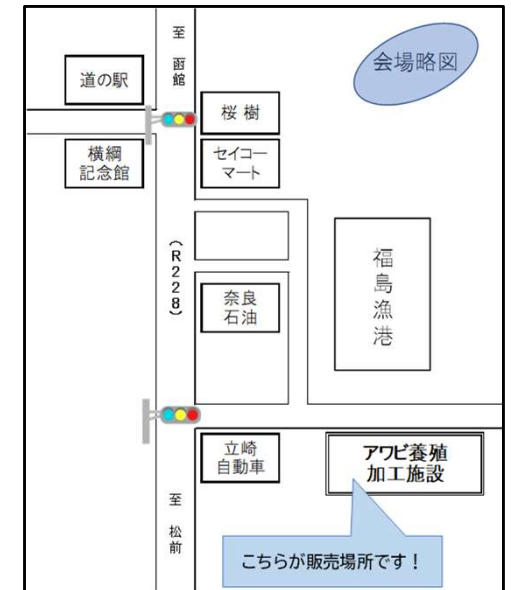 会場略図
至 函館
道の駅
桜樹
横綱
記念館
セイコー
マート
(R228)
福島漁港
奈良
石油
立崎
自動車
アワビ養殖
加工施設
至 松前
こちらが販売場所です!